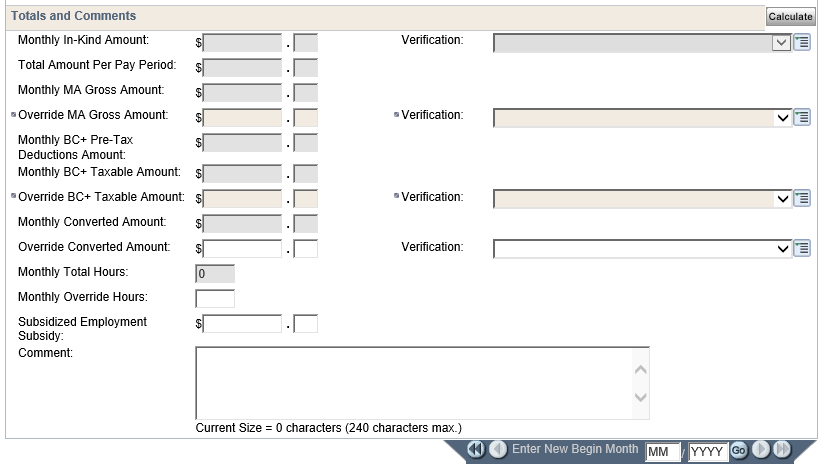 Totals and Comments Calculate
Monthly In-Kind Amount: $ . Verification:
Total Amount Per Pay Period: $ .
Monthly MA Gross Amount: $ .
Override MA Gross Amount: $ . Verification:
Monthly BC+ Pre-Tax
Deductions Amount: $ .
Monthly BC+ Taxable Amount: $ .
Override BC+ Taxable Amount: $ . Verification:
Monthly Converted Amount: $ .
Override Converted Amount: $ . Verification:
Monthly Total Hours: 0
Monthly Override Hours:
Subsidized Employment
Subsidy: $ .
Comment:
Current Size = 0 characters (240 characters max.)
Enter New Begin Month MM / YYYY Go